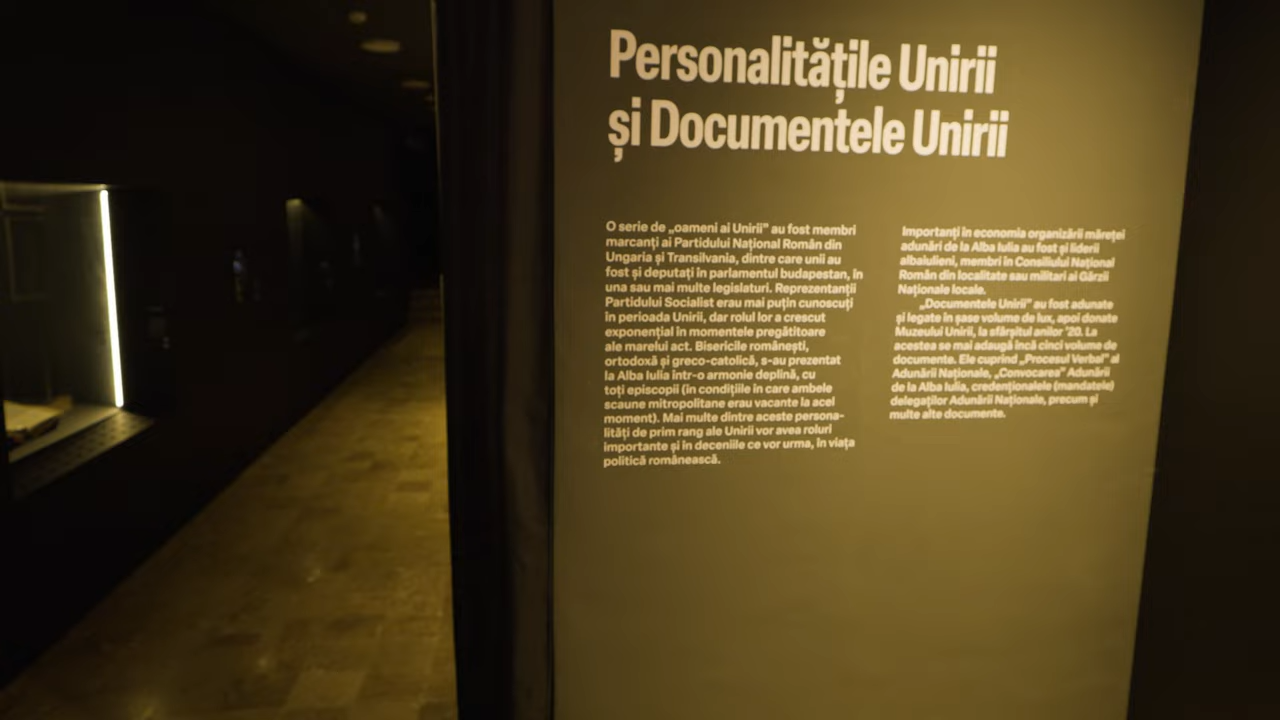 Personalitățile Unirii
și Documentele Unirii
O serie de „oameni ai Unirii” au fost membri
marcanți ai Partidului Național Român din
Ungaria și Transilvania, dintre care unii au
fost și deputați în parlamentul budapestan, în
una sau mai multe legislaturi. Reprezentanții
Partidului Socialist erau mai puțin cunoscuți
în perioada Unirii, dar rolul lor a crescut
exponențial în momentele pregătitoare
ale marelui act. Bisericile românești,
ortodoxă și greco-catolică, s-au prezentat
la Alba Iulia într-o armonie deplină, cu
toți episcopii (în condițiile în care ambele
scaune mitropolitane erau vacante la acel
moment). Mai multe dintre aceste persona-
lități de prim rang ale Unirii vor avea roluri
importante și în deceniile ce vor urma, în viața
politică românească.
Importanți în economia organizării măreței
adunări de la Alba Iulia au fost și liderii
albaiulieni, membri în Consiliului Național
Român din localitate sau militari ai Gărzii
Naționale locale.
„Documentele Unirii” au fost adunate
și legate în șase volume de lux, apoi donate
Muzeului Unirii, la sfârșitul anilor ’20. La
acestea se mai adaugă încă cinci volume de
documente. Ele cuprind „Procesul Verbal” al
Adunării Naționale, „Convocarea” Adunării
de la Alba Iulia, credenționalele (mandatele)
delegaților Adunării Naționale, precum și
multe alte documente.